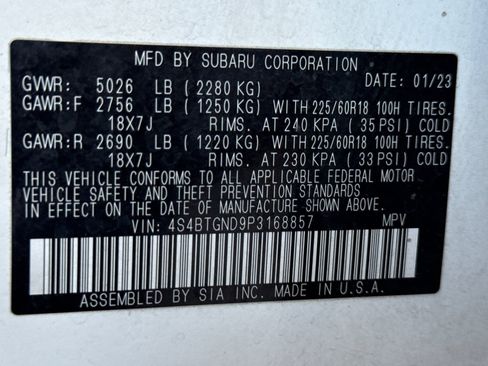 MFD BY SUBARU CORPORATION
GVWR: 5026 LB ( 2280 KG) DATE: 01/23
GAWR:F 2756 LB ( 1250 KG) WITH 225/60R18 100H TIRES.
18X7J RIMS. AT 240 KPA ( 35 PSI) COLD
GAWR:R 2690 LB ( 1220 KG) WITH 225/60R18 100H TIRES.
18X7J RIMS. AT 230 KPA ( 33 PSI) COLD
THIS VEHICLE CONFORMS TO ALL APPLICABLE FEDERAL MOTOR
VEHICLE SAFETY AND THEFT PREVENTION STANDARDS
IN EFFECT ON THE DATE OF MANUFACTURE SHOWN ABOVE.
VIN: 4S4BTGND9P3168857 MPV
ASSEMBLED BY SIA INC. MADE IN U.S.A.